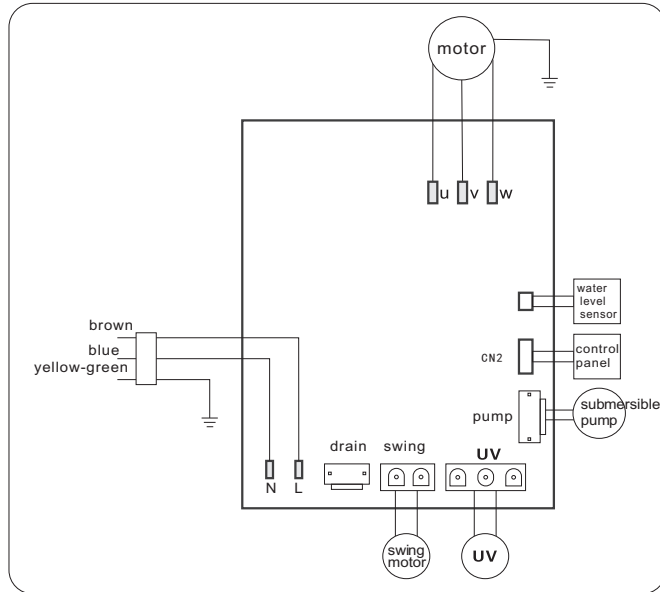 motor
u
v
w
water
level
sensor
brown
blue
yellow-green
CN2
control
panel
pump
submersible
pump
drain
swing
UV
N
L
swing
motor
UV